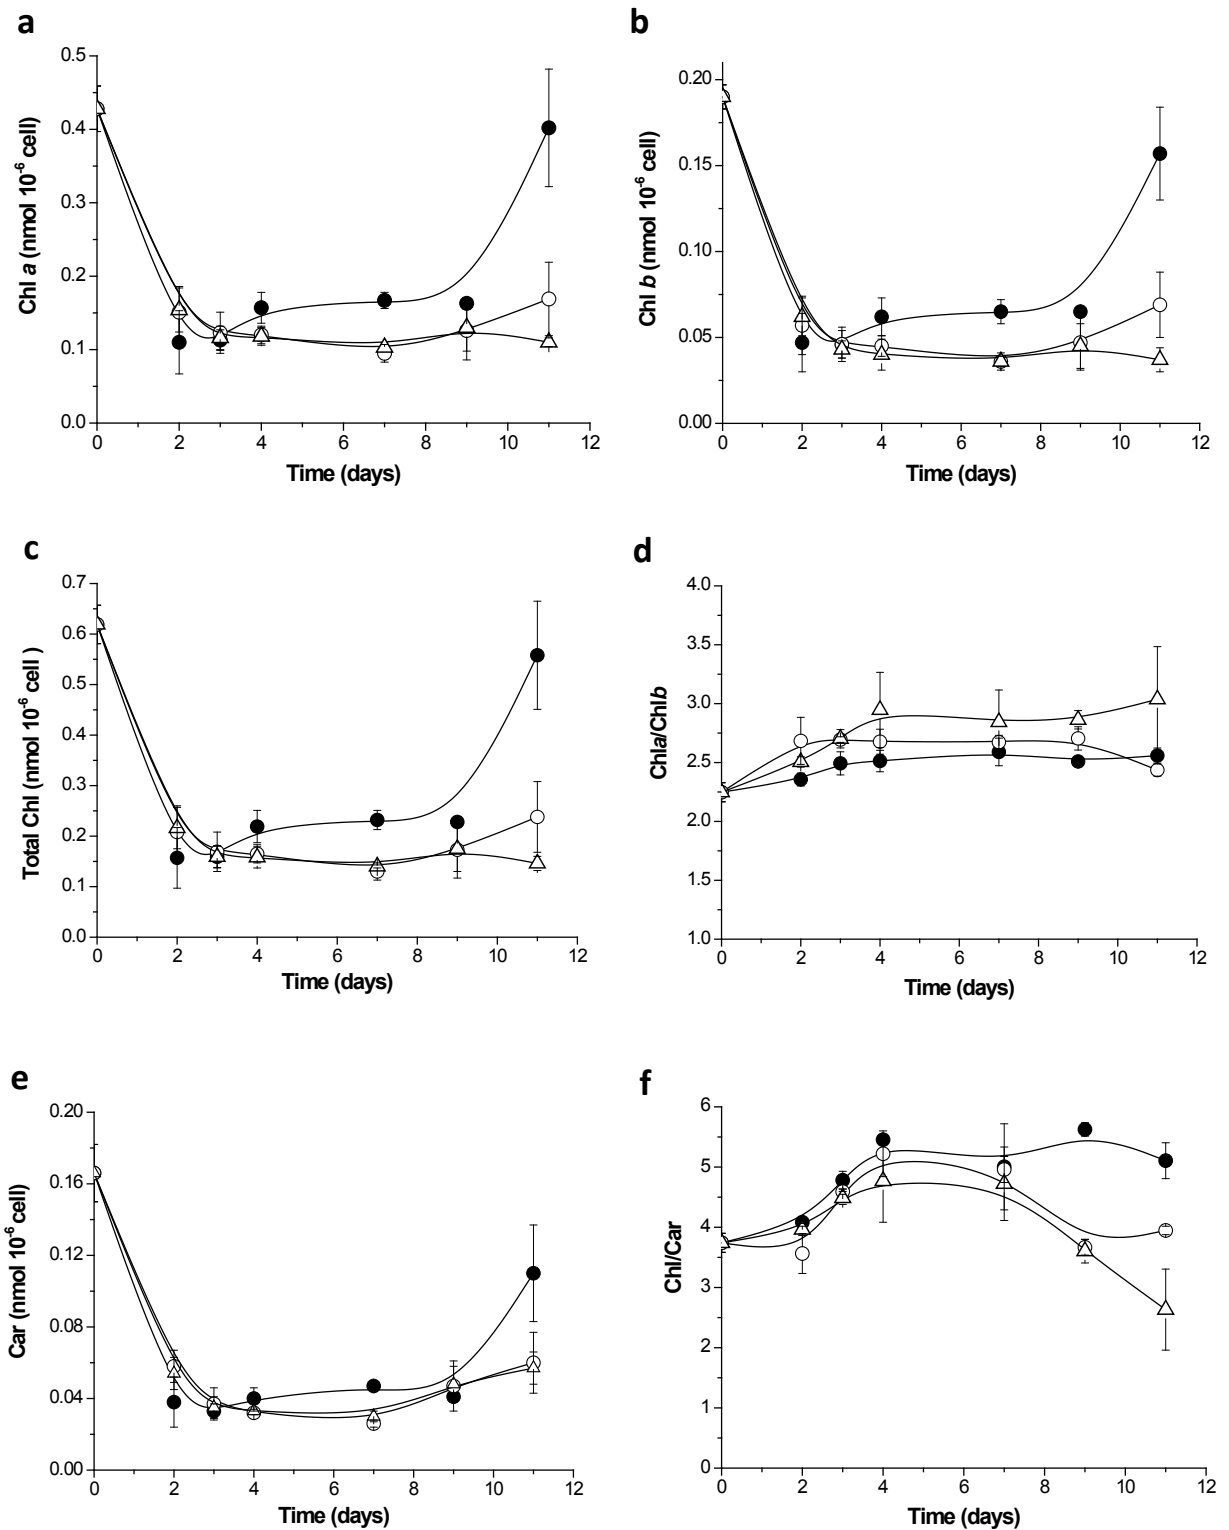 a
0.5
0.4
0.3
0.2
0.1
0.0
0 2 4 6 8 10 12
Chl a (nmol 10-6 cell)
Time (days)
b
0.20
0.15
0.10
0.05
0.00
0 2 4 6 8 10 12
Chl b (nmol 10-6 cell)
Time (days)
c
0.7
0.6
0.5
0.4
0.3
0.2
0.1
0.0
0 2 4 6 8 10 12
Total Chl (nmol 10-6 cell )
Time (days)
d
4.0
3.5
3.0
2.5
2.0
1.5
1.0
0 2 4 6 8 10 12
Chla/Chlb
Time (days)
e
0.20
0.16
0.12
0.08
0.04
0.00
0 2 4 6 8 10 12
Car (nmol 10-6 cell)
Time (days)
f
6
5
4
3
2
0
0 2 4 6 8 10 12
Chl/Car
Time (days)